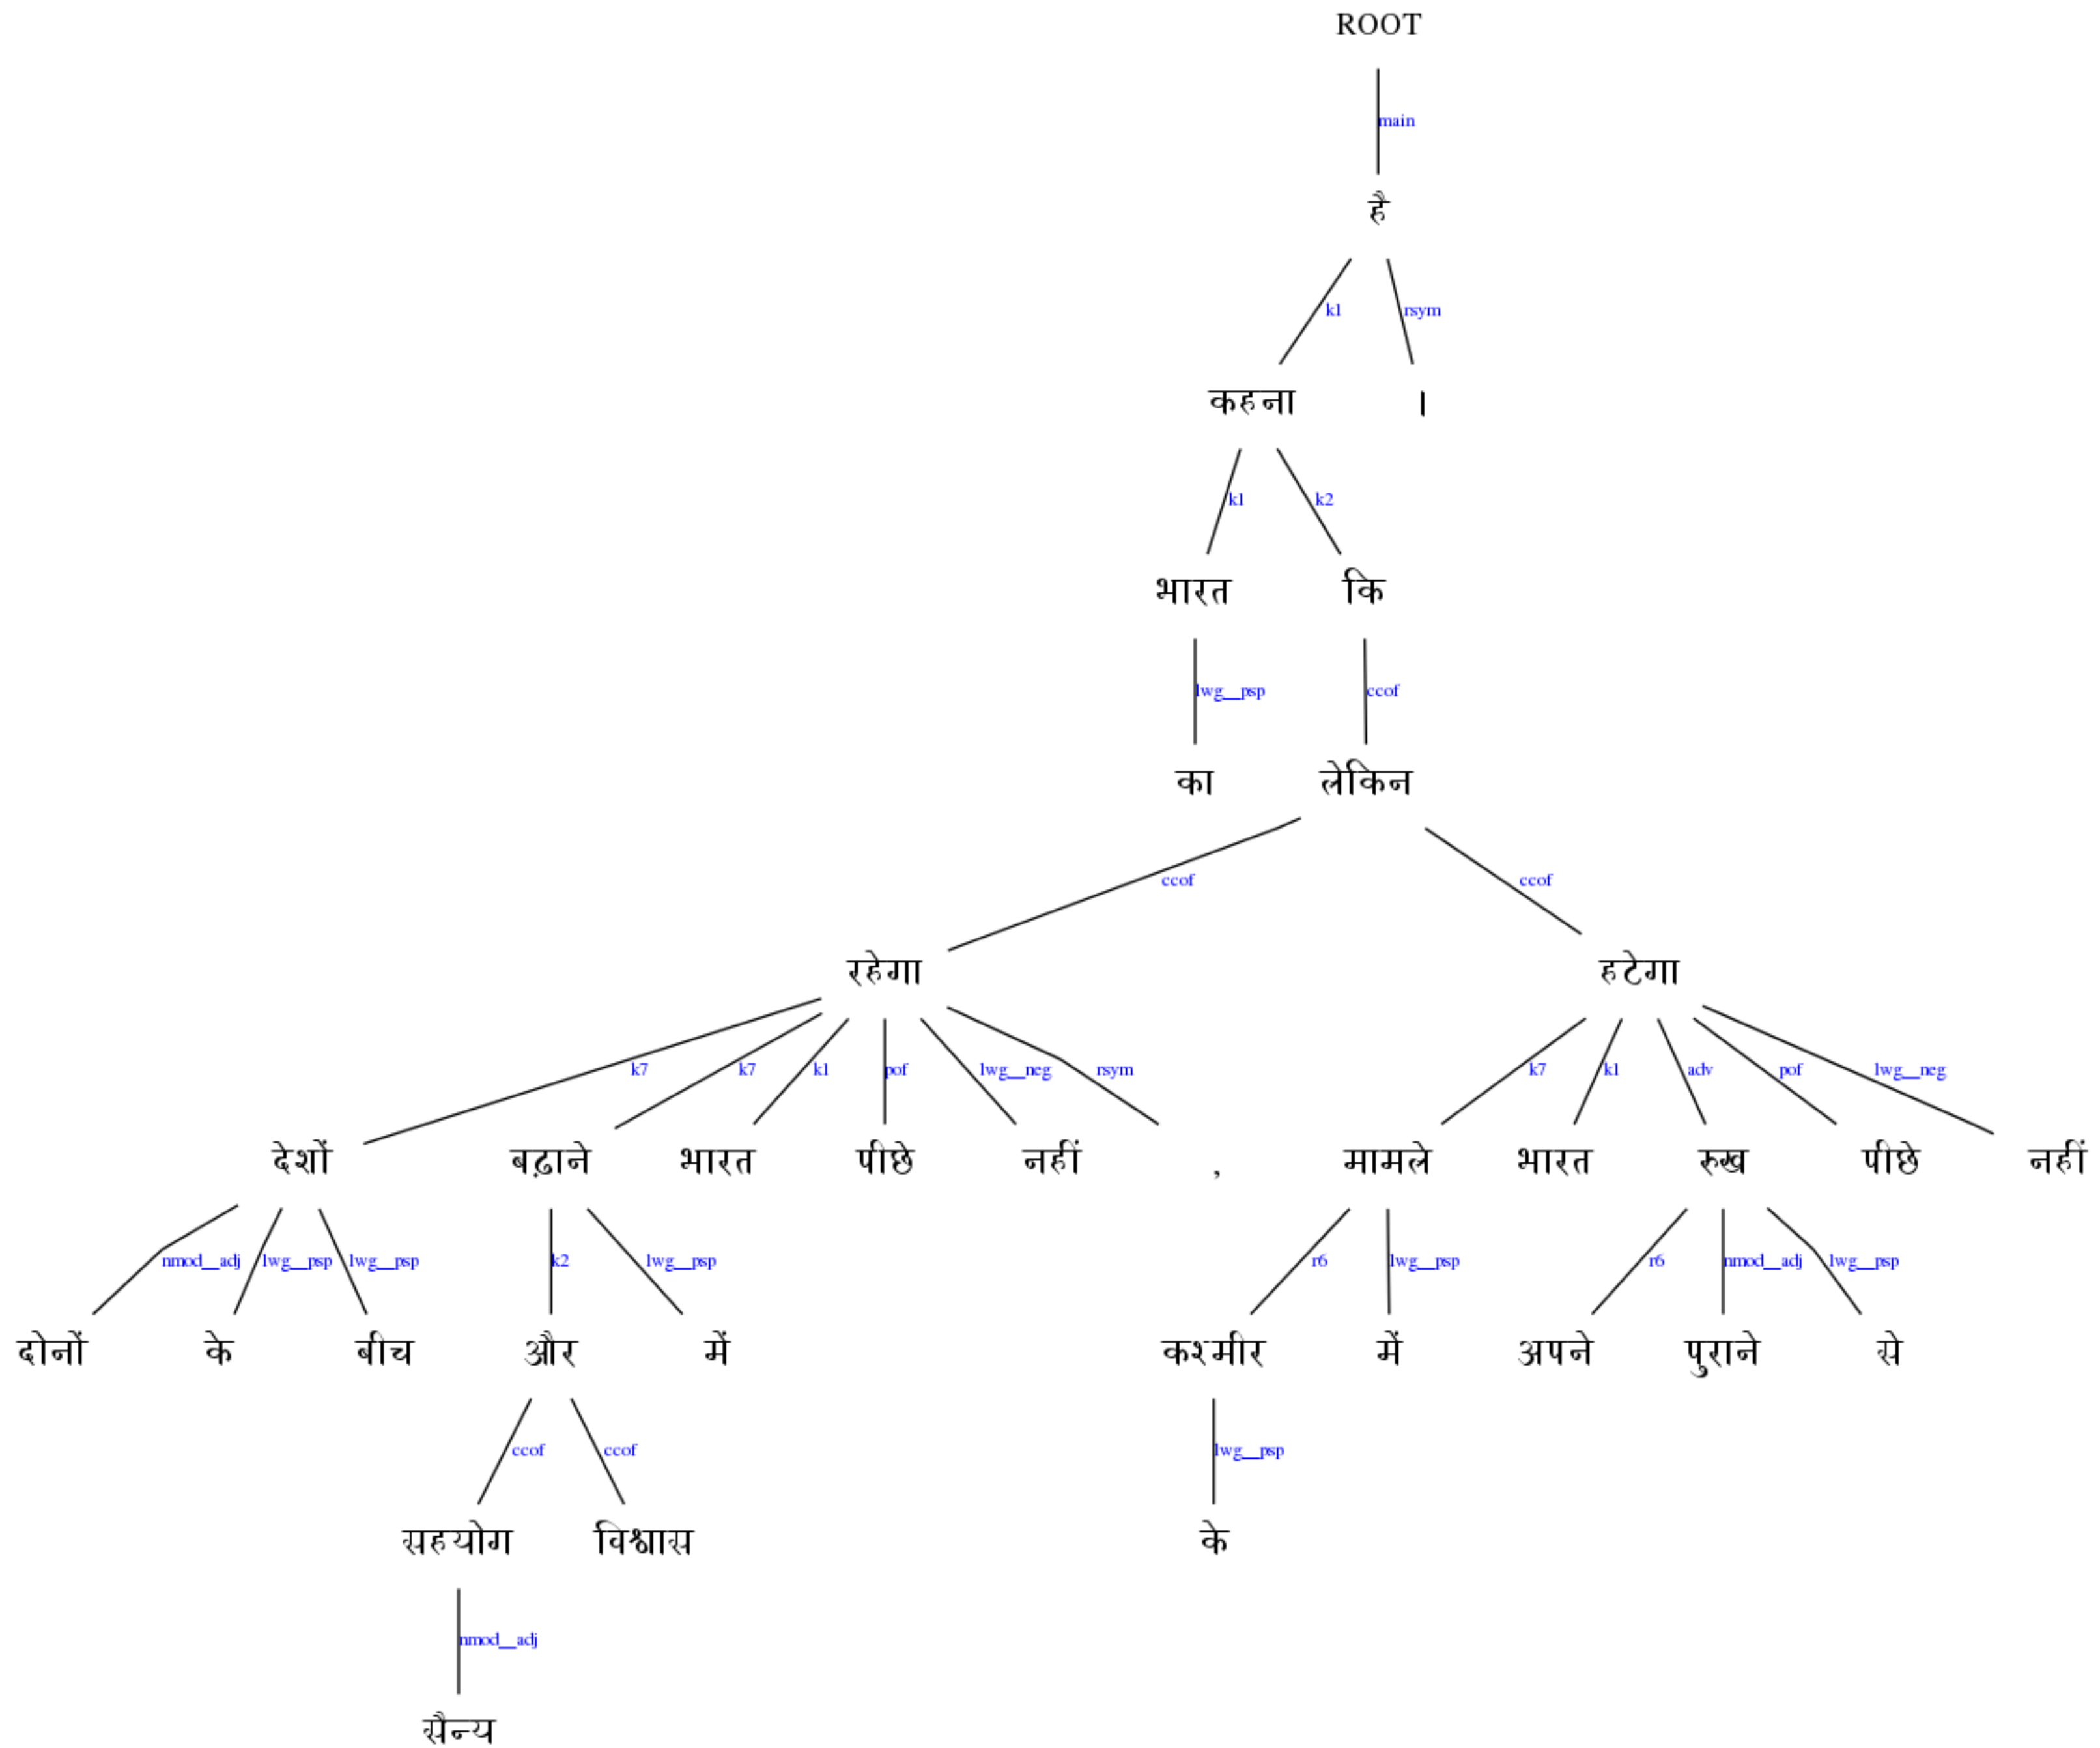 ROOT
main
है
k1 rsym
कहना ।
k1 k2
भारत कि
lwg__psp ccof
का लेकिन
ccof ccof
रहेगा हटेगा
k7 k7 k1 pof lwg__neg rsym k7 k1 adv pof lwg__neg
देशों बढ़ाने भारत पीछे नहीं , मामले भारत रुख पीछे नहीं
nmod__adj lwg__psp lwg__psp k2 lwg__psp r6 lwg__psp r6 nmod__adj lwg__psp
दोनों के बीच और में कश्मीर में अपने पुराने से
ccof ccof lwg__psp
सहयोग विश्वास के
nmod__adj
सैन्य